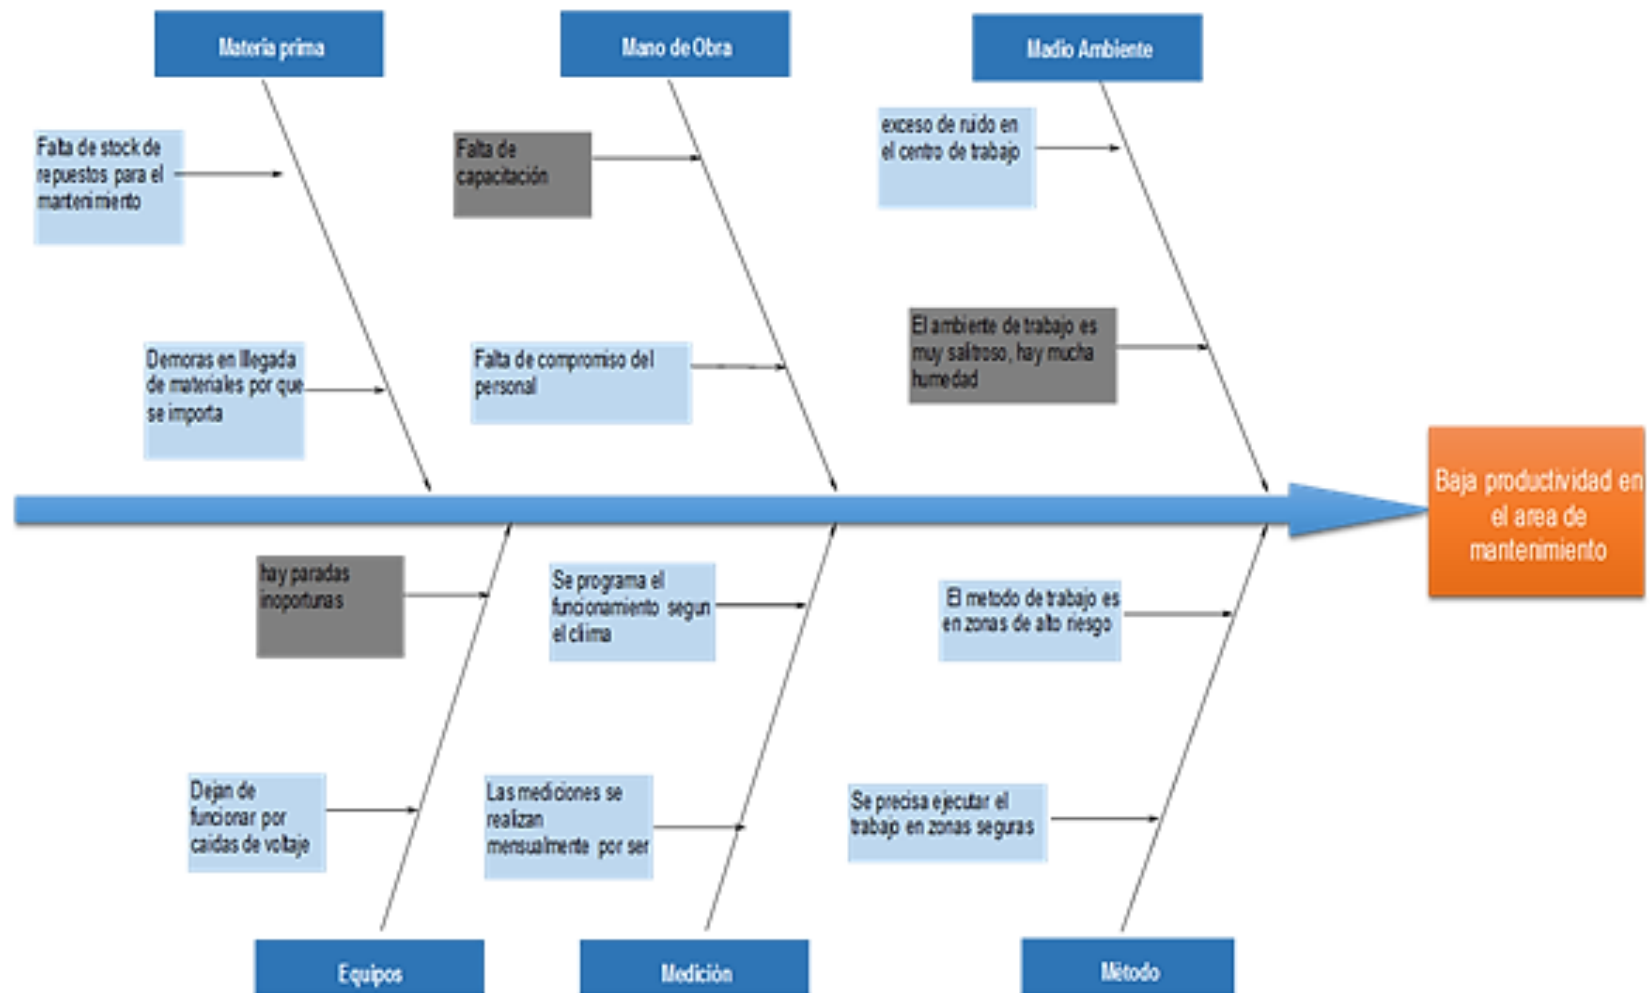 Materia prima
Mano de Obra
Madio Ambiente
Falta de stock de
repuestos para el
mantenimiento
Falta de
capacitación
exceso de ruido en
el centro de trabajo
Demoras en lllegada
de materiales por que
se importa
Falta de compromiso del
personal
El ambiente de trabajo es
muy salitroso, hay mucha
humedad
Baja productividad en
el area de
mantenimiento
hay paradas
inoportunas
Se programa el
funcionamiento segun
el clima
El metodo de trabajo es
en zonas de alto riesgo
Dejan de
funcionar por
caidas de voltaje
Las mediciones se
realizan
mensualmente por ser
Se precisa ejecutar el
trabajo en zonas seguras
Equipos
Medición
Método